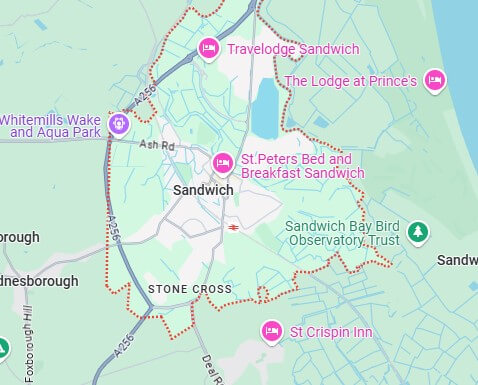 Travelodge Sandwich
The Lodge at Prince's
A256
Whitemills Wake
and Aqua Park
Ash Rd
St.Peters Bed and
Breakfast Sandwich
Sandwich
A256
Sandwich Bay Bird
Observatory Trust
orough
Sandw
dnesborough
STONE CROSS
Foxborough Hill
St Crispin Inn
A256
Deal R